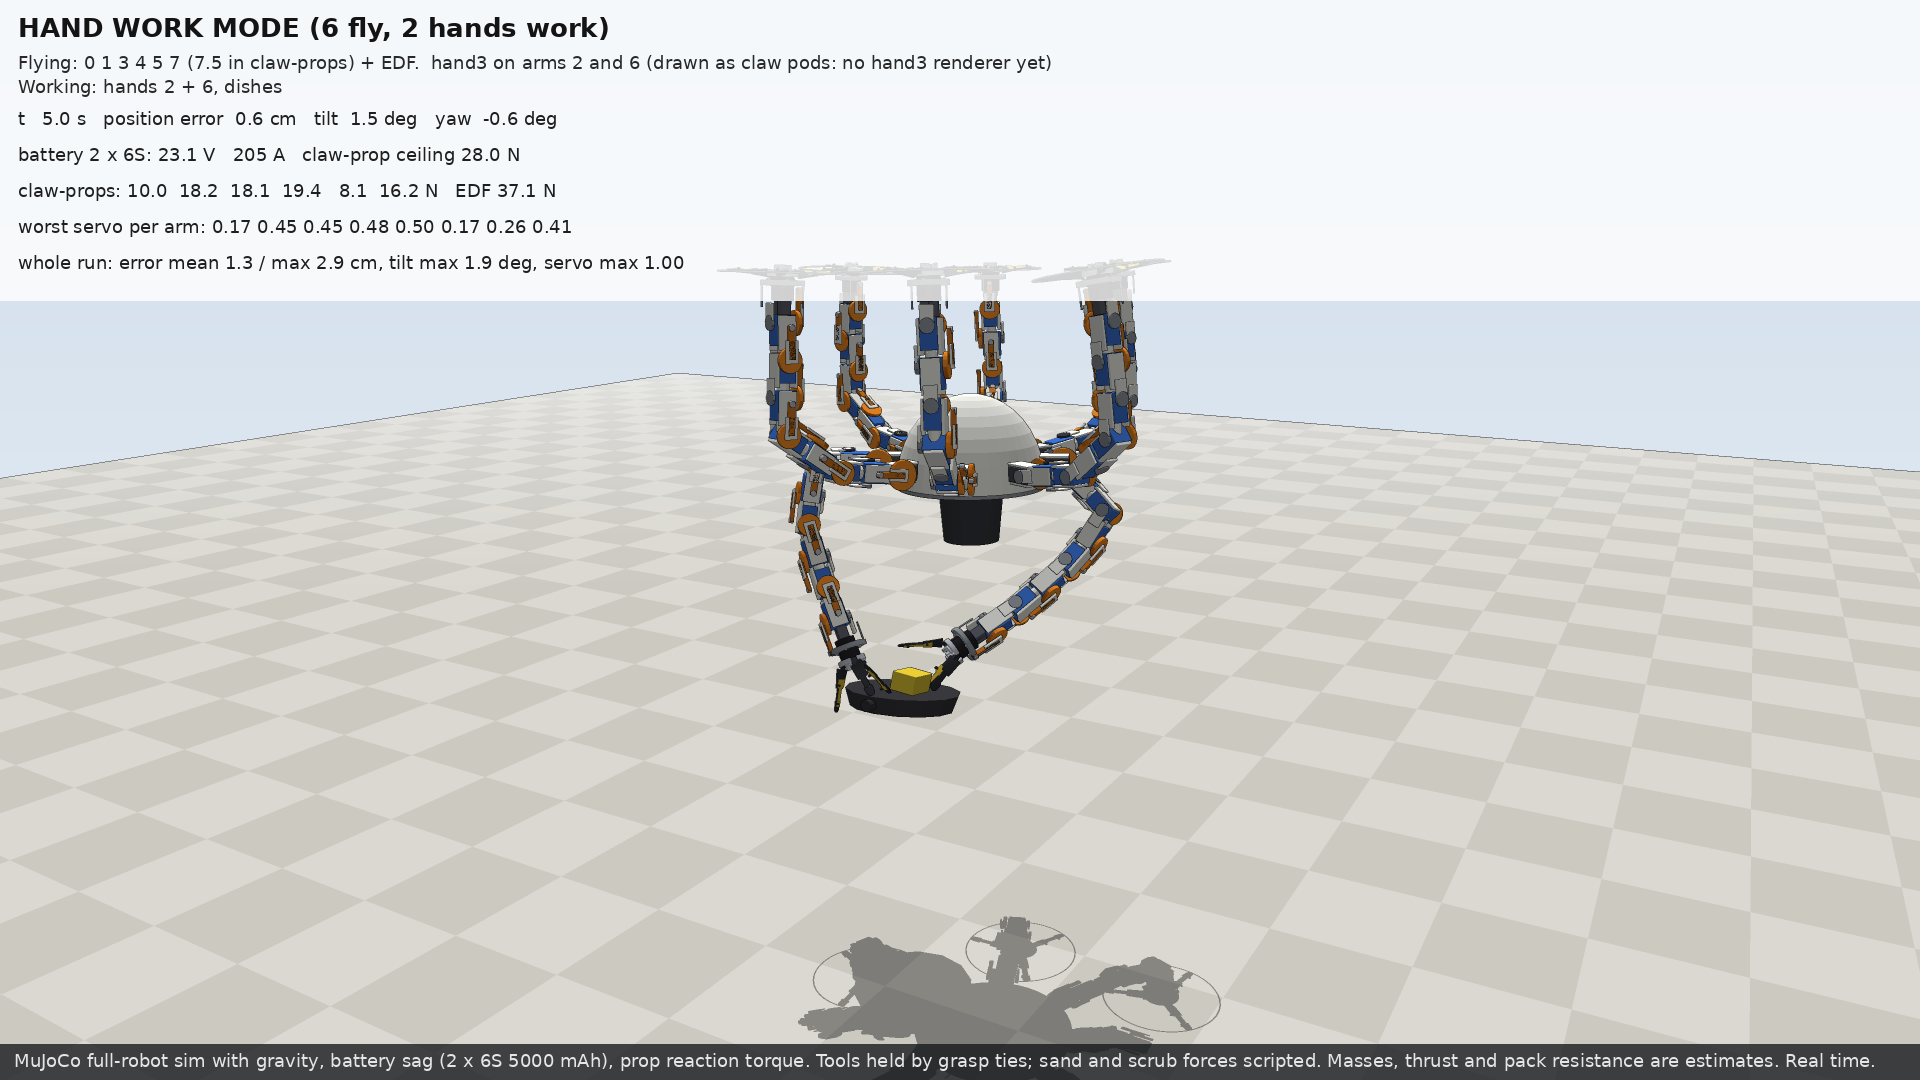 HAND WORK MODE (6 fly, 2 hands work)
Flying: 0 1 3 4 5 7 (7.5 in claw-props) + EDF.  hand3 on arms 2 and 6 (drawn as claw pods: no hand3 renderer yet)
Working: hands 2 + 6, dishes
t   5.0 s   position error  0.6 cm   tilt  1.5 deg   yaw  -0.6 deg
battery 2 x 6S: 23.1 V   205 A   claw-prop ceiling 28.0 N
claw-props: 10.0  18.2  18.1  19.4   8.1  16.2 N   EDF 37.1 N
worst servo per arm: 0.17 0.45 0.45 0.48 0.50 0.17 0.26 0.41
whole run: error mean 1.3 / max 2.9 cm, tilt max 1.9 deg, servo max 1.00
MuJoCo full-robot sim with gravity, battery sag (2 x 6S 5000 mAh), prop reaction torque. Tools held by grasp ties; sand and scrub forces scripted. Masses, thrust and pack resistance are estimates. Real time.